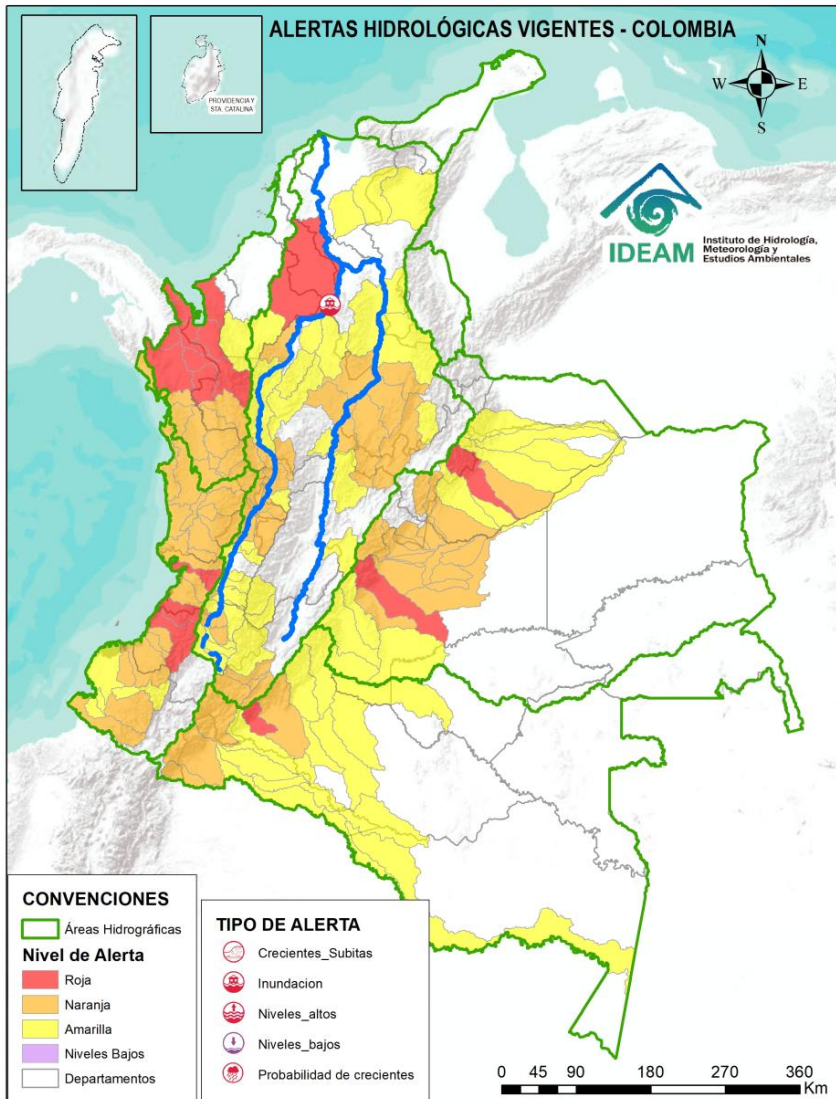 ALERTAS HIDROLÓGICAS VIGENTES - COLOMBIA
PROVIDENCIA Y
STA. CATALINA
N
W
E
S
IDEAM
Instituto de Hidrología,
Meteorología y
Estudios Ambientales
CONVENCIONES
Áreas Hidrográficas
Nivel de Alerta
Roja
Naranja
Amarilla
Niveles Bajos
Departamentos
TIPO DE ALERTA
Crecientes_Subitas
Inundacion
Niveles_altos
Niveles_bajos
Probabilidad de crecientes
0 45 90 180 270 360
Km